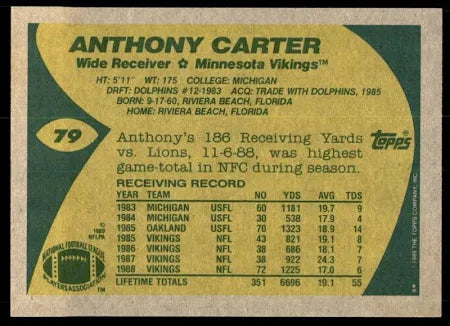 ANTHONY CARTER
Wide Receiver ✪ Minnesota Vikings™
HT: 5'11" WT: 175 COLLEGE: MICHIGAN
DRFT: DOLPHINS #12-1983 ACQ: TRADE WITH DOLPHINS, 1985
BORN: 9-17-60, RIVIERA BEACH, FLORIDA
HOME: RIVIERA BEACH, FLORIDA
79
Topps
Anthony's 186 Receiving Yards
vs. Lions, 11-6-88, was highest
game-total in NFC during season.
RECEIVING RECORD
YEAR TEAM NO YDS AVG TDS
1983 MICHIGAN USFL 60 1181 19.7 9
1984 MICHIGAN USFL 30 538 17.9 4
1985 OAKLAND USFL 70 1323 18.9 14
1985 VIKINGS NFL 43 821 19.1 8
1986 VIKINGS NFL 38 686 18.1 7
1987 VIKINGS NFL 38 922 24.3 7
1988 VIKINGS NFL 72 1225 17.0 6
LIFETIME TOTALS 351 6696 19.1 55
© 1989
NFLPA
NATIONAL FOOTBALL LEAGUE
PLAYERS ASSOCIATION
™
© 1989 THE TOPPS COMPANY, INC.